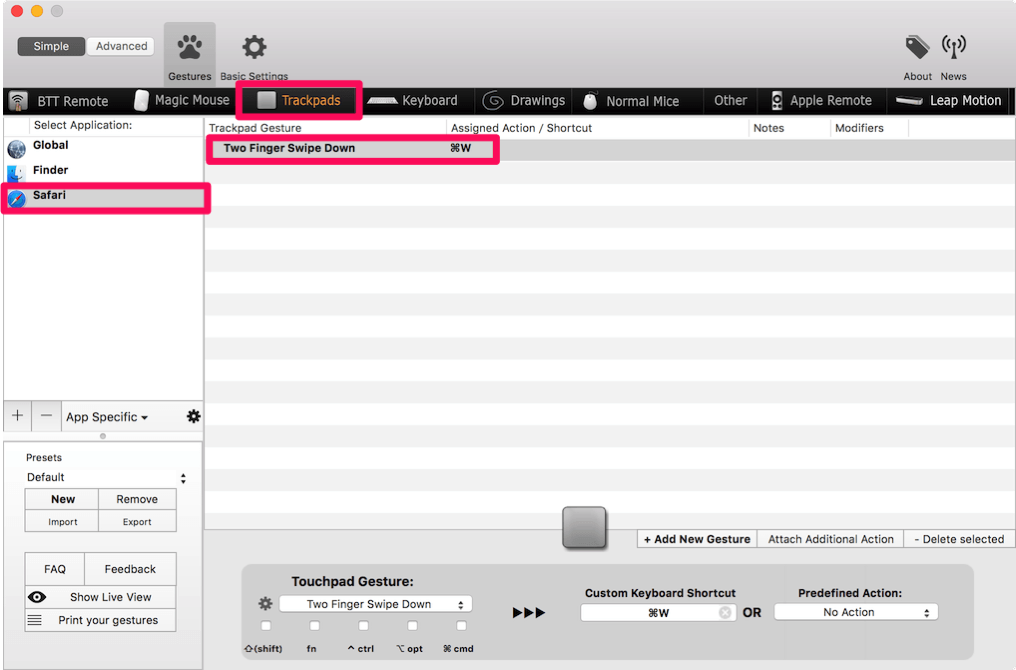 Simple Advanced
Gestures Basic Settings About News
BTT Remote Magic Mouse Trackpads Keyboard Drawings Normal Mice Other Apple Remote Leap Motion
Select Application: Trackpad Gesture Assigned Action / Shortcut Notes Modifiers
Global
Two Finger Swipe Down ⌘W
Finder
Safari
+ − App Specific
Presets
Default
New Remove
Import Export
+ Add New Gesture Attach Additional Action - Delete selected
FAQ Feedback
Show Live View
Print your gestures
Touchpad Gesture: Custom Keyboard Shortcut Predefined Action:
Two Finger Swipe Down ⌘W OR No Action
⇧(shift) fn ⌃ ctrl ⌥ opt ⌘ cmd